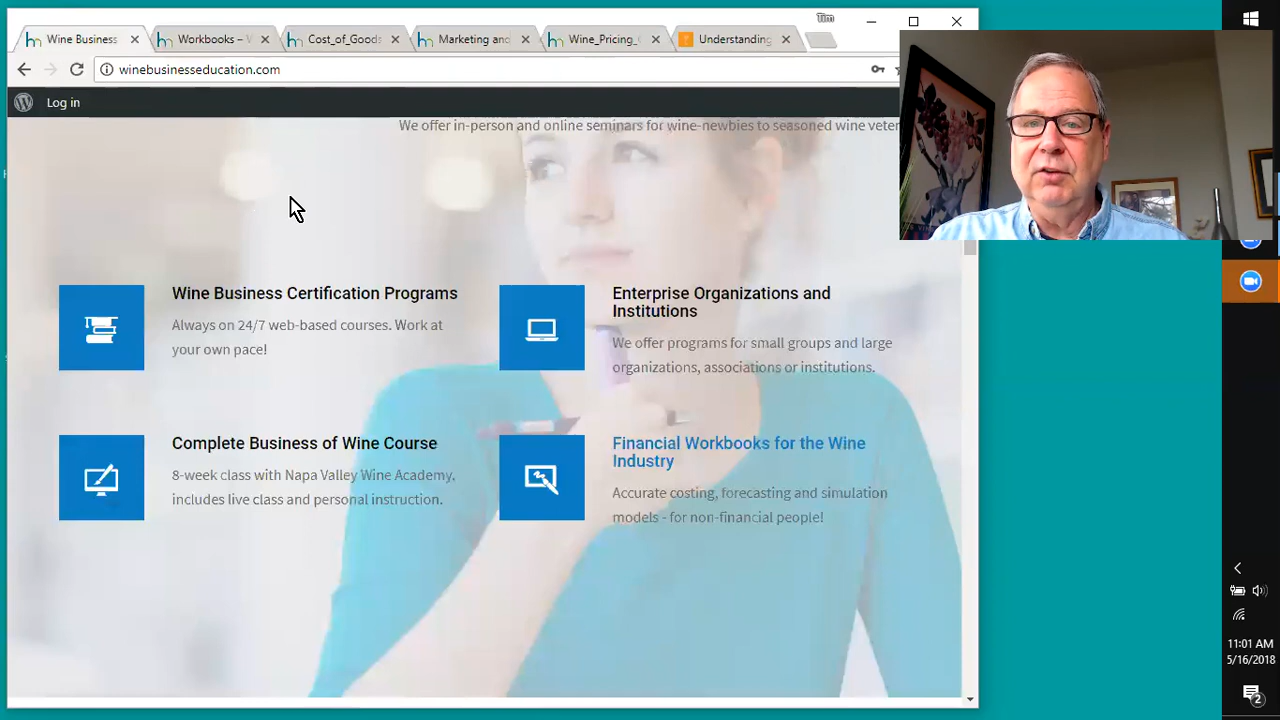 Tim
Wine Business
Workbooks – W
Cost_of_Goods
Marketing and
Wine_Pricing_
Understanding
winebusinesseducation.com
Log in
We offer in-person and online seminars for wine-newbies to seasoned wine veter
Wine Business Certification Programs
Always on 24/7 web-based courses. Work at
your own pace!
Enterprise Organizations and
Institutions
We offer programs for small groups and large
organizations, associations or institutions.
Complete Business of Wine Course
8-week class with Napa Valley Wine Academy,
includes live class and personal instruction.
Financial Workbooks for the Wine
Industry
Accurate costing, forecasting and simulation
models - for non-financial people!
11:01 AM
5/16/2018
2